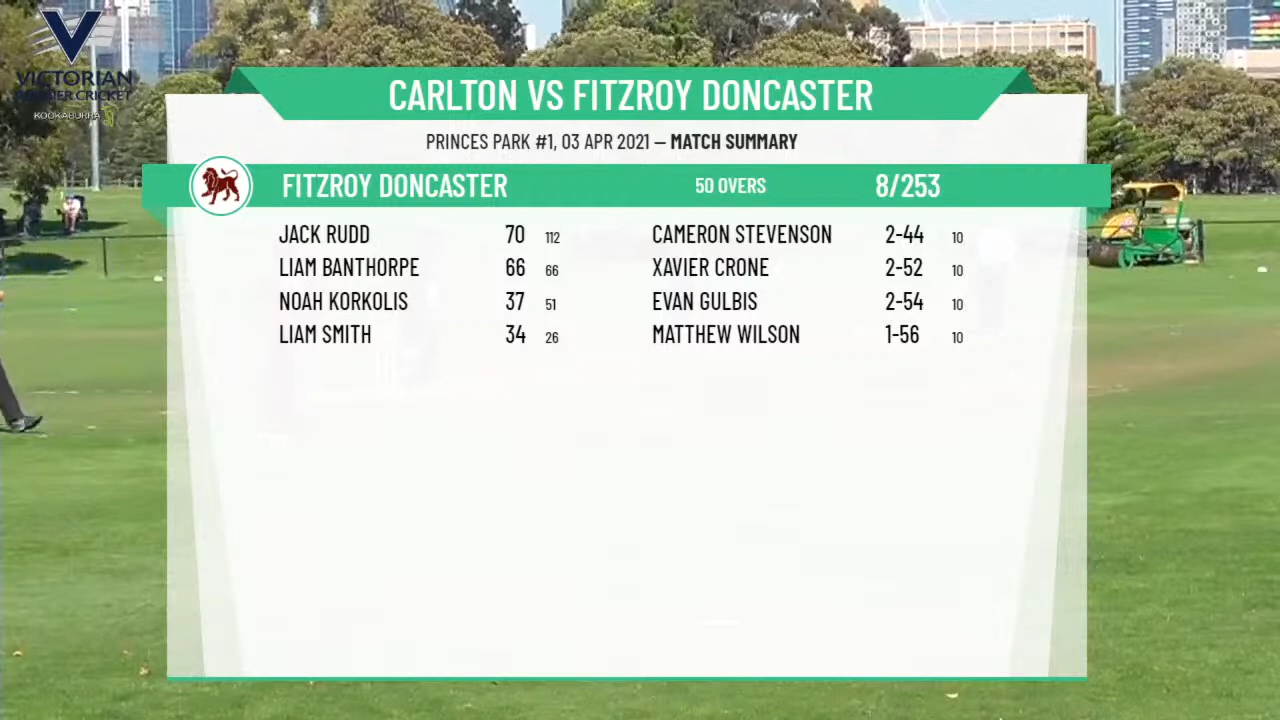 VICTORIAN
PREMIER CRICKET
KOOKABURRA
CARLTON VS FITZROY DONCASTER
PRINCES PARK #1, 03 APR 2021 – MATCH SUMMARY
FITZROY DONCASTER 50 OVERS 8/253
JACK RUDD 70 112 CAMERON STEVENSON 2-44 10
LIAM BANTHORPE 66 66 XAVIER CRONE 2-52 10
NOAH KORKOLIS 37 51 EVAN GULBIS 2-54 10
LIAM SMITH 34 26 MATTHEW WILSON 1-56 10